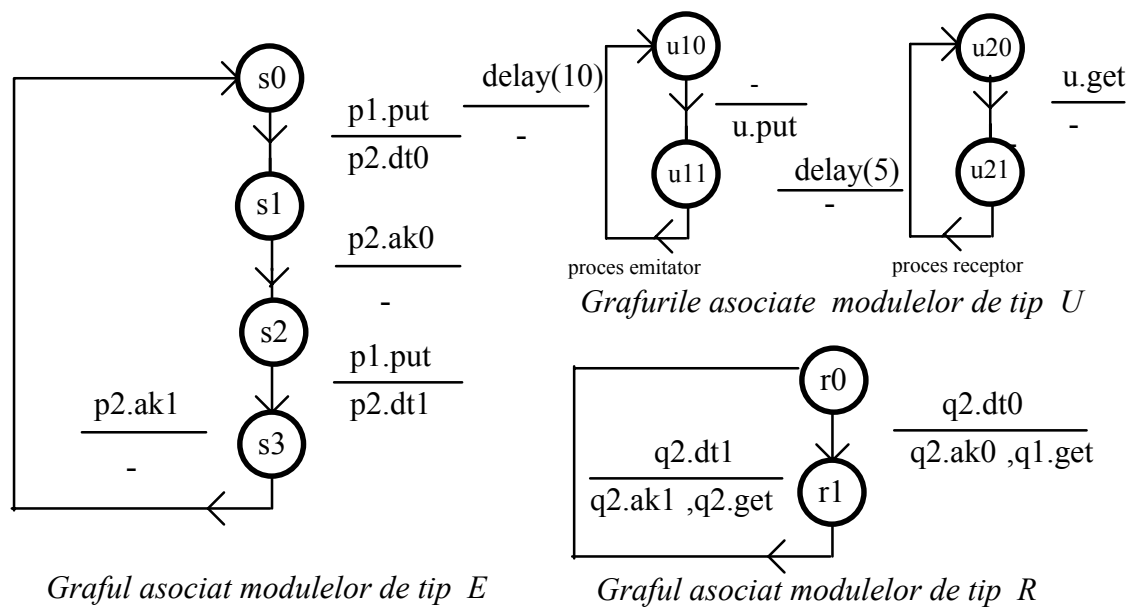 s0
p1.put
p2.dt0
s1
p2.ak0
-
s2
p1.put
p2.dt1
s3
p2.ak1
-
Graful asociat modulelor de tip E
delay(10)
-
u10
-
u.put
u11
proces emitator
u20
u.get
-
delay(5)
-
u21
proces receptor
Grafurile asociate modulelor de tip U
r0
q2.dt0
q2.ak0 ,q1.get
q2.dt1
q2.ak1 ,q2.get
r1
Graful asociat modulelor de tip R